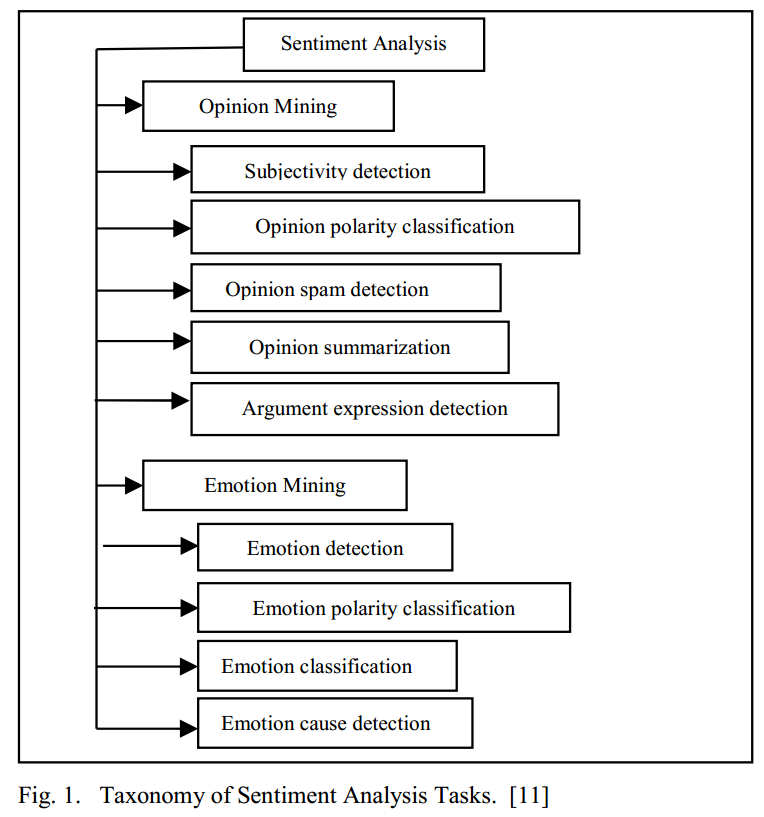 Sentiment Analysis
Opinion Mining
Subjectivity detection
Opinion polarity classification
Opinion spam detection
Opinion summarization
Argument expression detection
Emotion Mining
Emotion detection
Emotion polarity classification
Emotion classification
Emotion cause detection
Fig. 1. Taxonomy of Sentiment Analysis Tasks. [11]